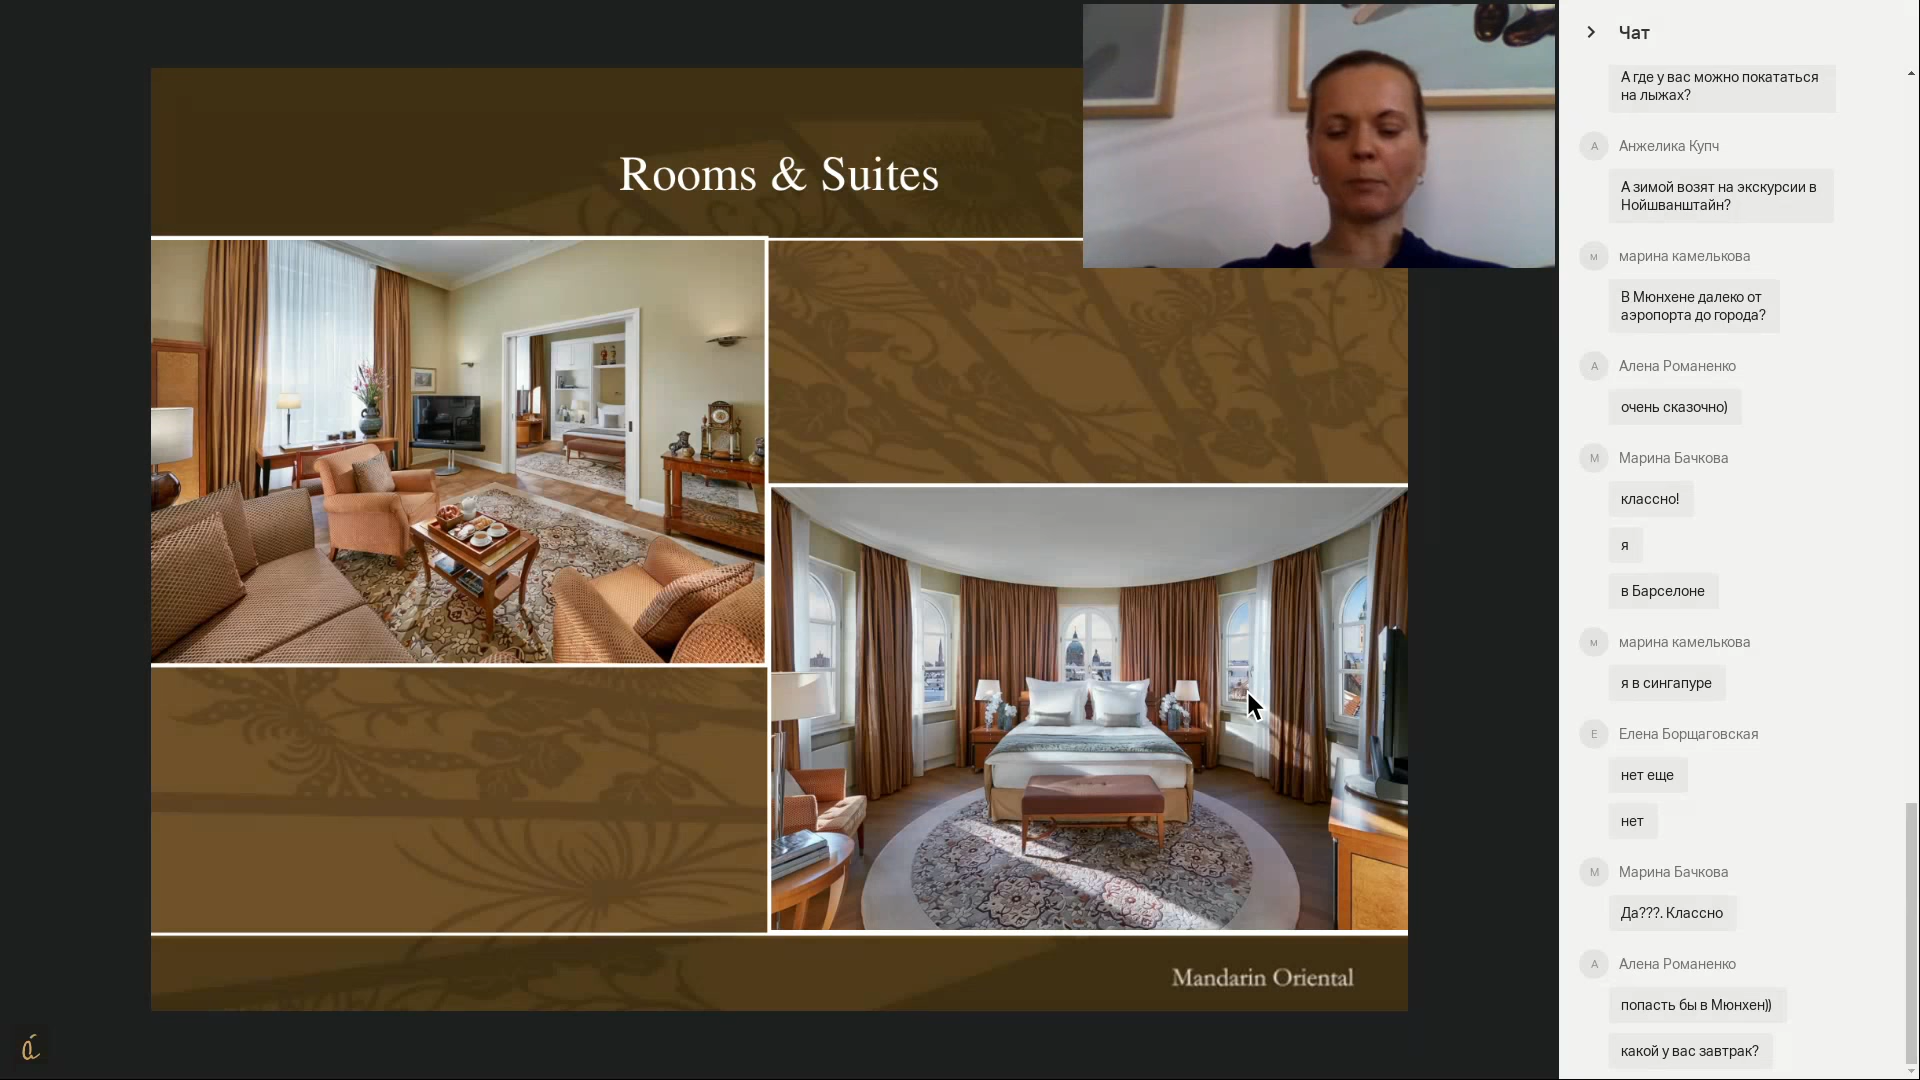 Rooms & Suites
Mandarin Oriental
á
Чат
А где у вас можно покататься
на лыжах?
А
Анжелика Купч
А зимой возят на экскурсии в
Нойшванштайн?
м
марина камелькова
В Мюнхене далеко от
аэропорта до города?
А
Алена Романенко
очень сказочно)
М
Марина Бачкова
классно!
я
в Барселоне
м
марина камелькова
я в сингапуре
Е
Елена Борщаговская
нет еще
нет
М
Марина Бачкова
Да???. Классно
А
Алена Романенко
попасть бы в Мюнхен))
какой у вас завтрак?